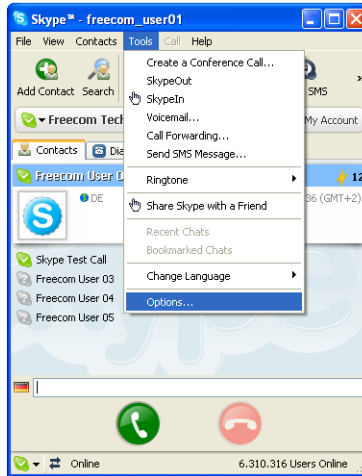 Skype™ - freecom_user01
File View Contacts Tools Call Help
Add Contact Search SMS
Create a Conference Call...
SkypeOut
SkypeIn
Voicemail...
Call Forwarding...
Send SMS Message...
Ringtone
Share Skype with a Friend
Recent Chats
Bookmarked Chats
Change Language
Options...
Freecom Tech My Account
Contacts Dia
Freecom User 0 12
DE 36 (GMT+2)
Skype Test Call
Freecom User 03
Freecom User 04
Freecom User 05
Online 6.310.316 Users Online